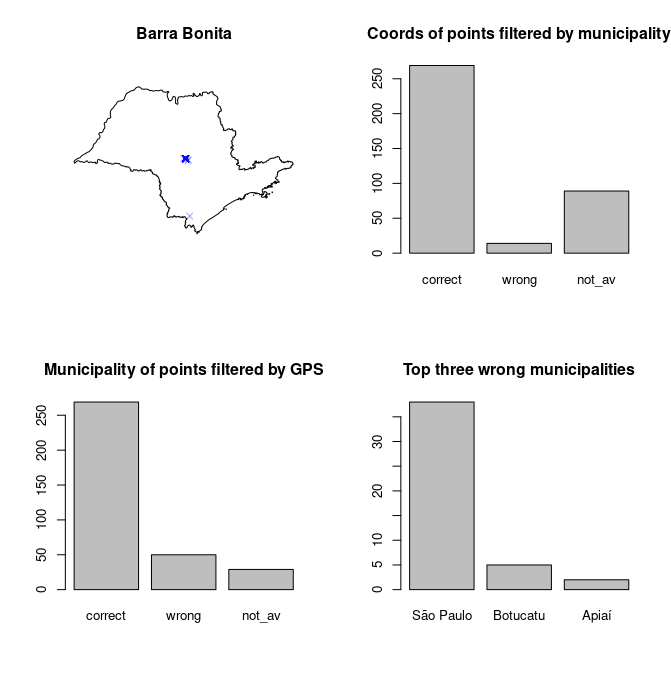 Barra Bonita
Coords of points filtered by municipality
250
200
150
100
50
0
correct wrong not_av
Municipality of points filtered by GPS
250
200
150
100
50
0
correct wrong not_av
Top three wrong municipalities
30
20
10
5
0
São Paulo Botucatu Apiaí